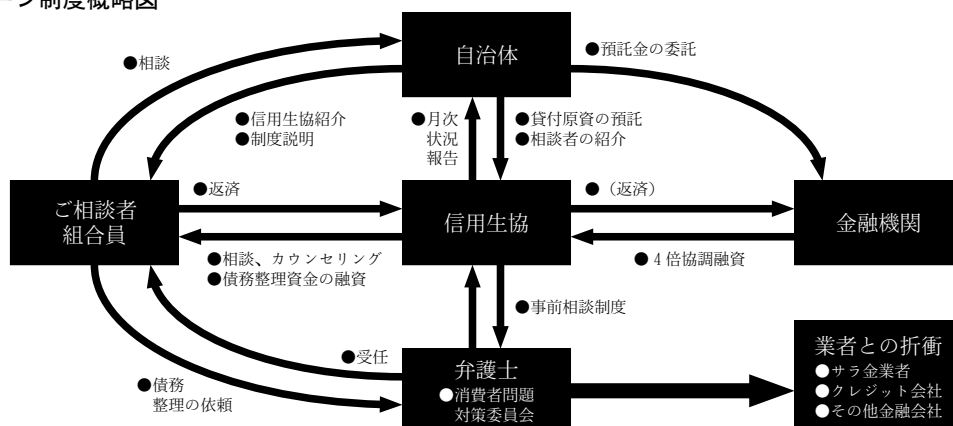 ーン制度概略図
●相談
自治体
●預託金の委託
●信用生協紹介
●制度説明
●月次
状況
報告
●貸付原資の預託
●相談者の紹介
ご相談者
組合員
●返済
信用生協
●（返済）
金融機関
●相談、カウンセリング
●債務整理資金の融資
●４倍協調融資
●事前相談制度
●受任
●債務
整理の依頼
弁護士
●消費者問題
対策委員会
業者との折衝
●サラ金業者
●クレジット会社
●その他金融会社